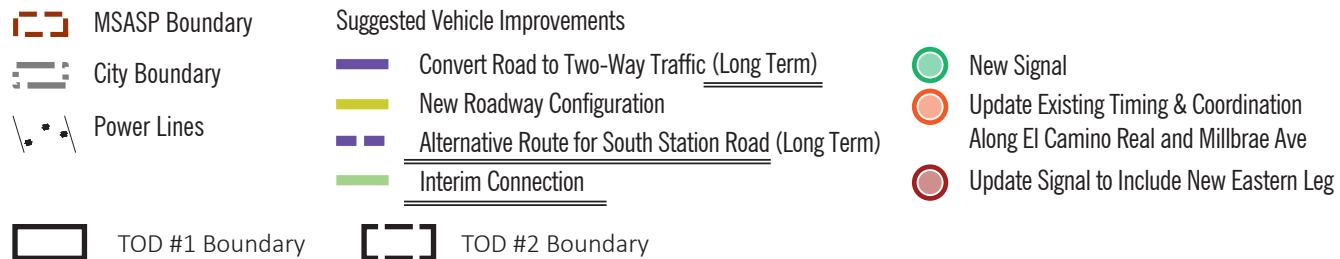 MSASP Boundary
City Boundary
Power Lines
Suggested Vehicle Improvements
Convert Road to Two-Way Traffic (Long Term)
New Roadway Configuration
Alternative Route for South Station Road (Long Term)
Interim Connection
New Signal
Update Existing Timing & Coordination
Along El Camino Real and Millbrae Ave
Update Signal to Include New Eastern Leg
TOD #1 Boundary
TOD #2 Boundary